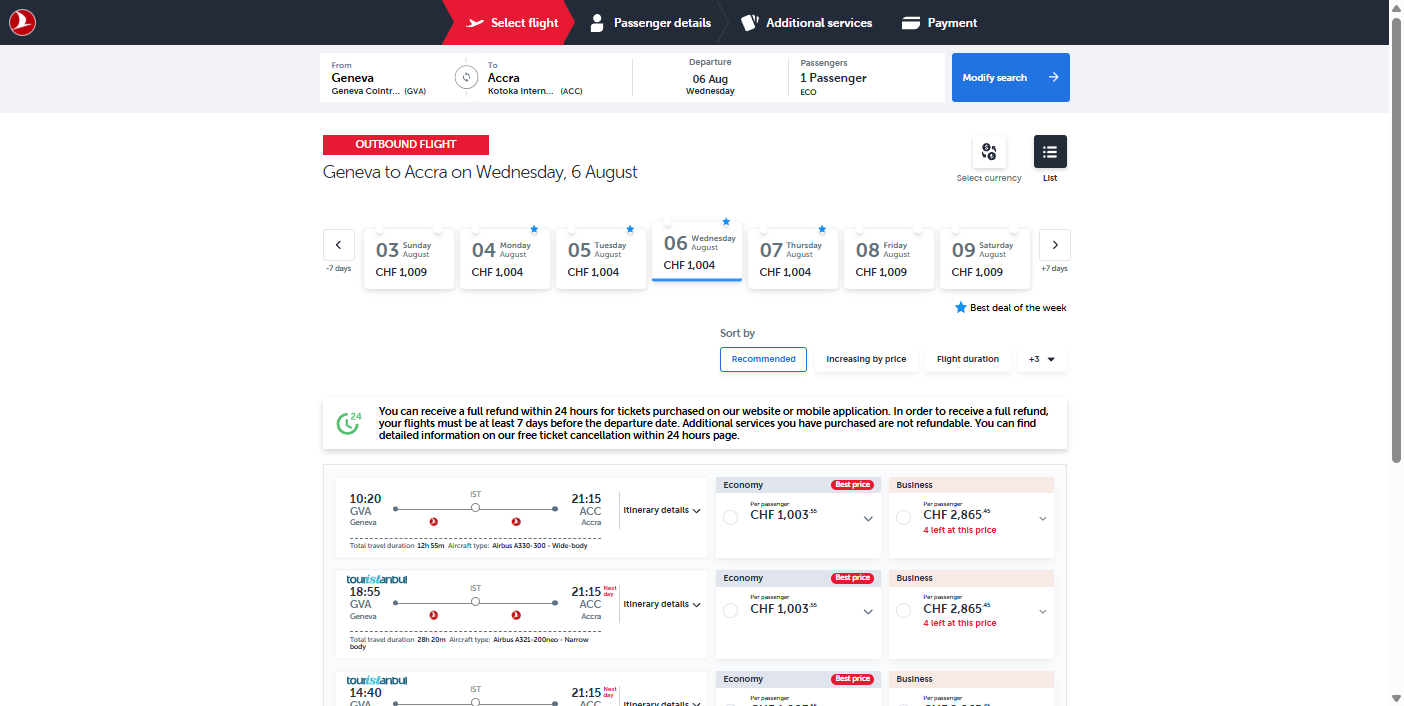 Select flight
Passenger details
Additional services
Payment
From
Geneva
Geneva Cointr... (GVA)
To
Accra
Kotoka Intern... (ACC)
Departure
06 Aug
Wednesday
Passengers
1 Passenger
ECO
Modify search
OUTBOUND FLIGHT
Geneva to Accra on Wednesday, 6 August
Select currency
List
-7 days
03 Sunday August
CHF 1,009
04 Monday August
CHF 1,004
05 Tuesday August
CHF 1,004
06 Wednesday August
CHF 1,004
07 Thursday August
CHF 1,004
08 Friday August
CHF 1,009
09 Saturday August
CHF 1,009
+7 days
Best deal of the week
Sort by
Recommended
Increasing by price
Flight duration
+3
24
You can receive a full refund within 24 hours for tickets purchased on our website or mobile application. In order to receive a full refund,
your flights must be at least 7 days before the departure date. Additional services you have purchased are not refundable. You can find
detailed information on our free ticket cancellation within 24 hours page.
10:20
GVA
Geneva
IST
21:15
ACC
Accra
Itinerary details
Total travel duration 12h 55m Aircraft type: Airbus A330-300 - Wide-body
Economy
Best price
Per passenger
CHF 1,003.55
Business
Per passenger
CHF 2,865.45
4 left at this price
touristanbul
18:55
GVA
Geneva
IST
21:15 Next day
ACC
Accra
Itinerary details
Total travel duration 28h 20m Aircraft type: Airbus A321-200neo - Narrow
body
Economy
Best price
Per passenger
CHF 1,003.55
Business
Per passenger
CHF 2,865.45
4 left at this price
touristanbul
14:40
GVA
IST
21:15 Next day
ACC
Itinerary details
Economy
Best price
Per passenger
Business
Per passenger